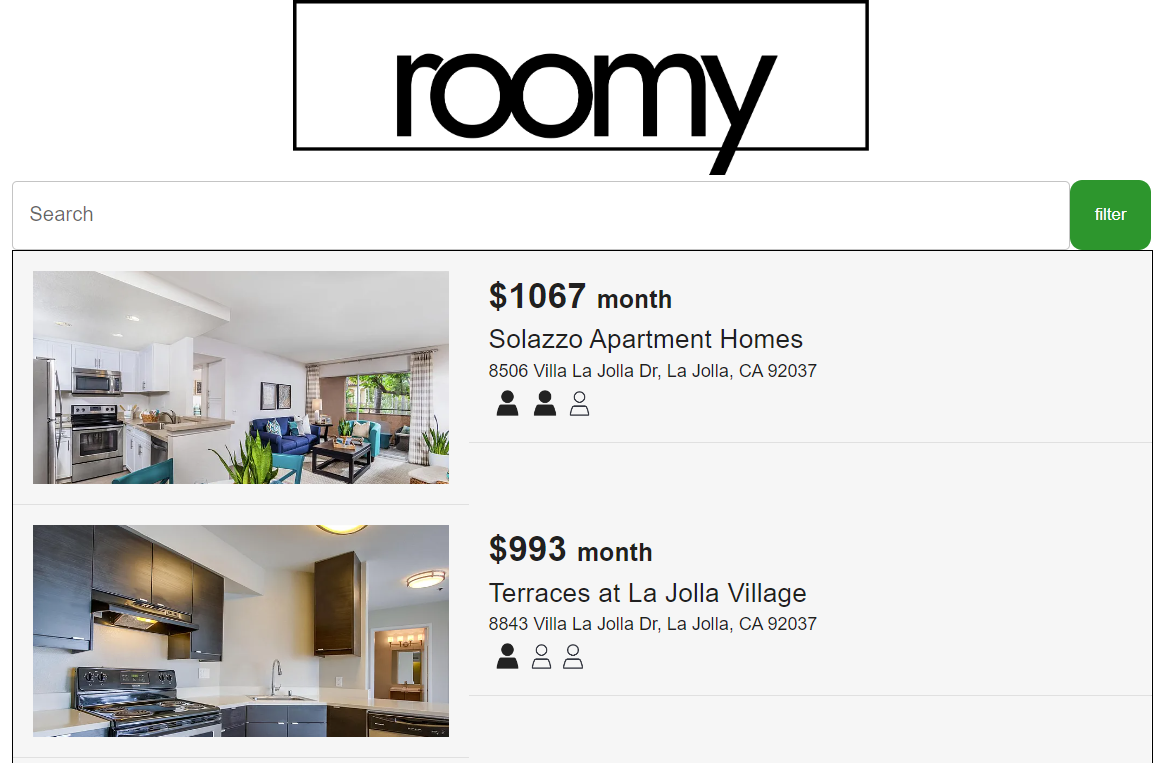 roomy
Search
filter
$1067 month
Solazzo Apartment Homes
8506 Villa La Jolla Dr, La Jolla, CA 92037
$993 month
Terraces at La Jolla Village
8843 Villa La Jolla Dr, La Jolla, CA 92037